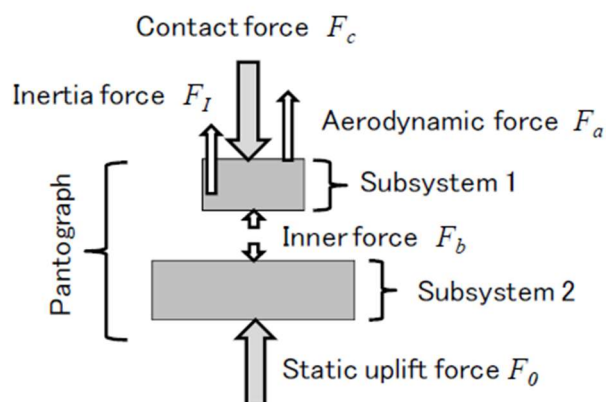 Contact force F_c
Inertia force F_I
Aerodynamic force F_a
Subsystem 1
Pantograph
Inner force F_b
Subsystem 2
Static uplift force F_0